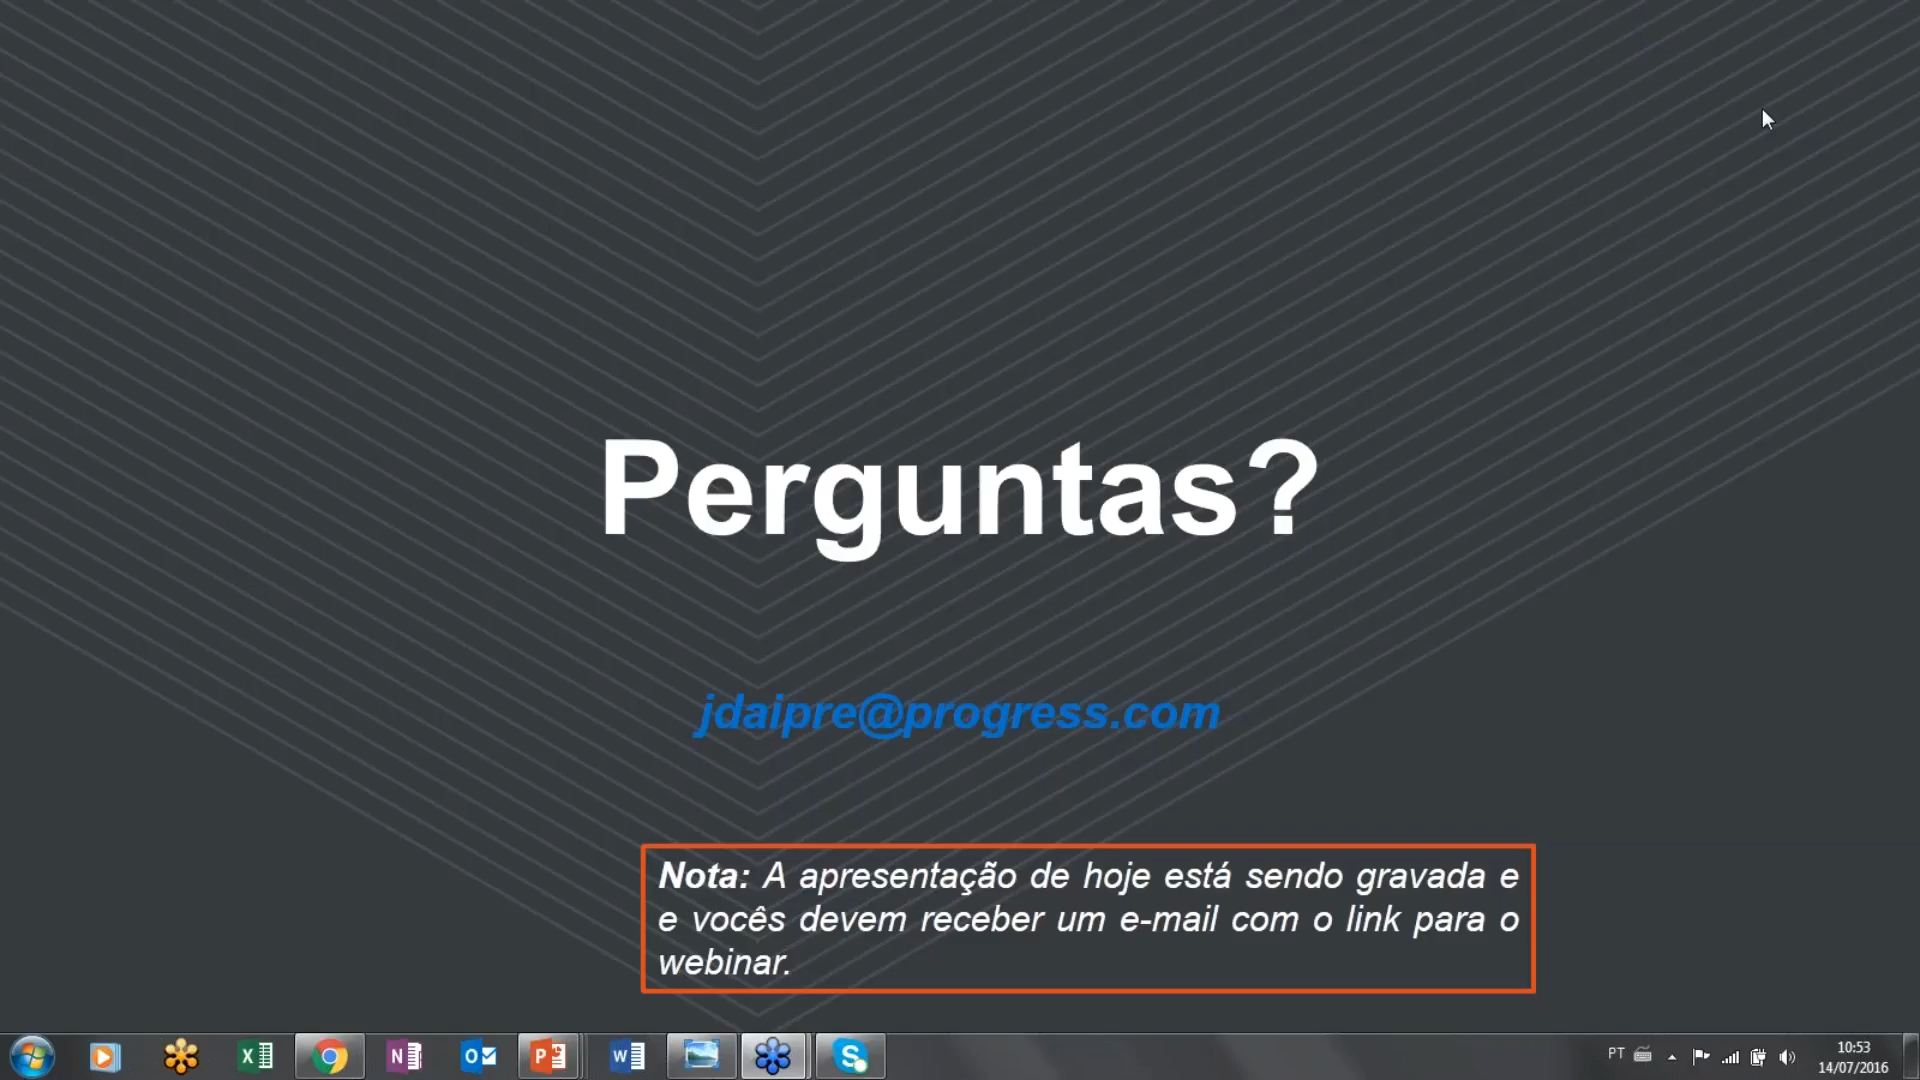 Perguntas?
jdaipre@progress.com
Nota: A apresentação de hoje está sendo gravada e
e vocês devem receber um e-mail com o link para o
webinar.
PT
10:53
14/07/2016